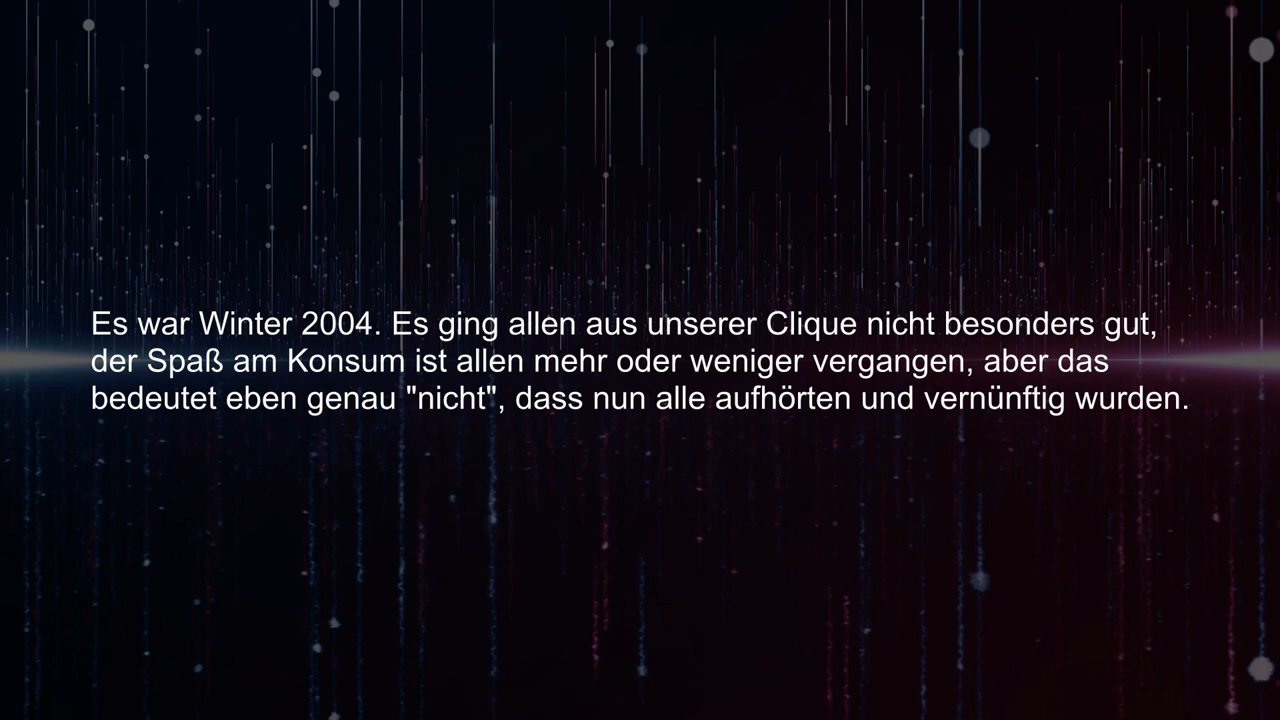 Es war Winter 2004. Es ging allen aus unserer Clique nicht besonders gut,
der Spaß am Konsum ist allen mehr oder weniger vergangen, aber das
bedeutet eben genau "nicht", dass nun alle aufhörten und vernünftig wurden.